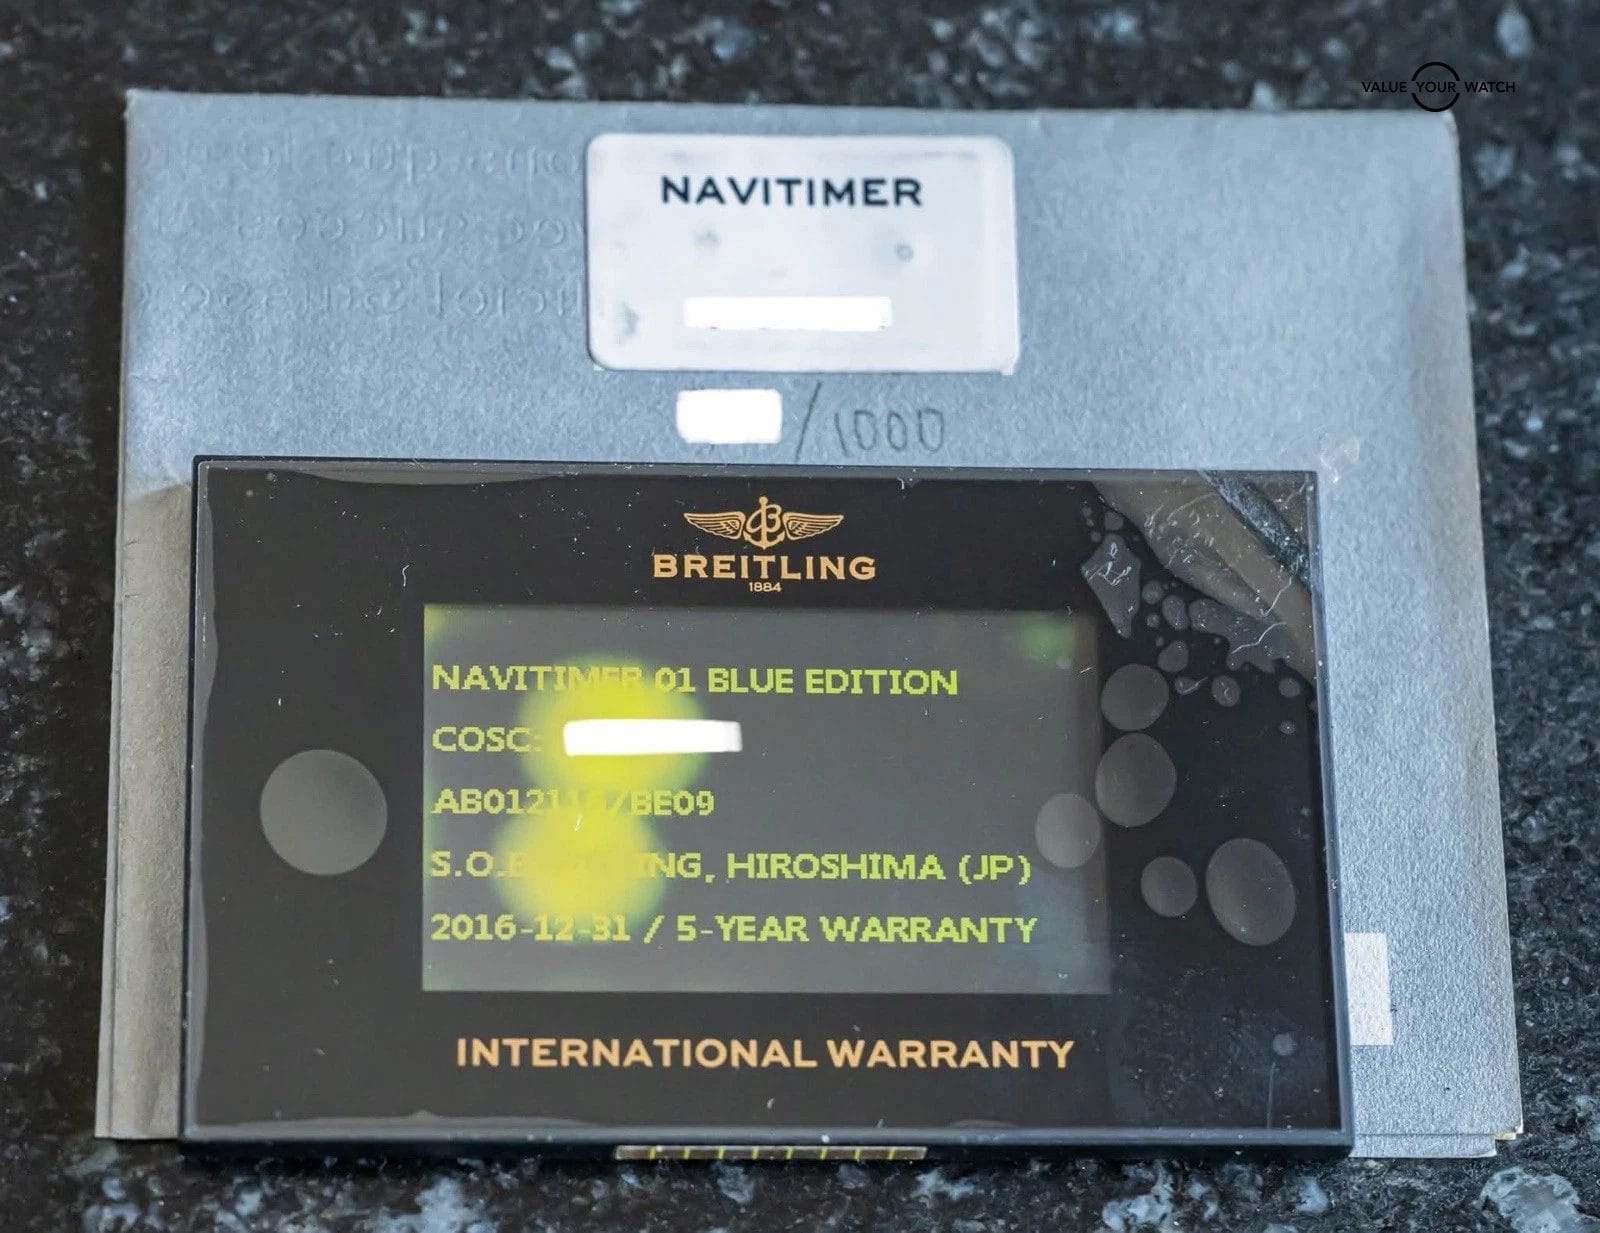 VALUE YOUR WATCH
NAVITIMER
/1000
BREITLING
1884
NAVITIMER 01 BLUE EDITION
COSC:
/BE09
HIROSHIMA (JP)
2016-12-31 / 5-YEAR WARRANTY
INTERNATIONAL WARRANTY